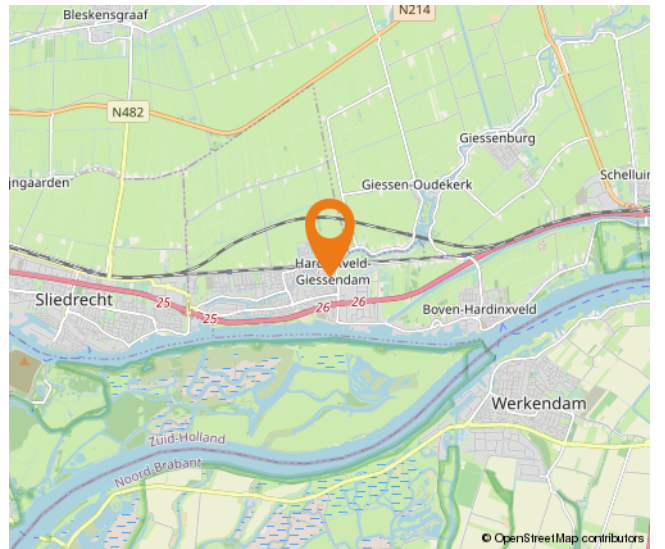 Bleskensgraaf
N214
N482
Giessenburg
jngaarden
Giessen-Oudekerk
Schelluin
Hardinxveld-
Giessendam
Sliedrecht
25
25
26
26
Boven-Hardinxveld
Werkendam
Zuid-Holland
Noord-Brabant
© OpenStreetMap contributors